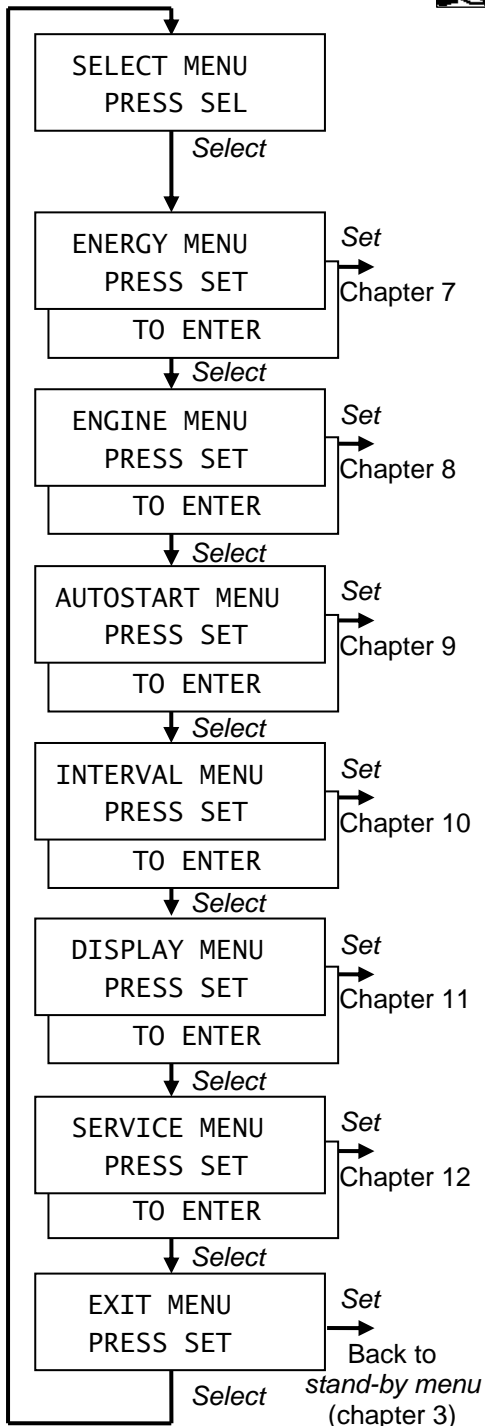 SELECT MENU
PRESS SEL
Select
ENERGY MENU
PRESS SET
TO ENTER
Set
Chapter 7
Select
ENGINE MENU
PRESS SET
TO ENTER
Set
Chapter 8
Select
AUTOSTART MENU
PRESS SET
TO ENTER
Set
Chapter 9
Select
INTERVAL MENU
PRESS SET
TO ENTER
Set
Chapter 10
Select
DISPLAY MENU
PRESS SET
TO ENTER
Set
Chapter 11
Select
SERVICE MENU
PRESS SET
TO ENTER
Set
Chapter 12
Select
EXIT MENU
PRESS SET
Set
Back to
stand-by menu
(chapter 3)
Select